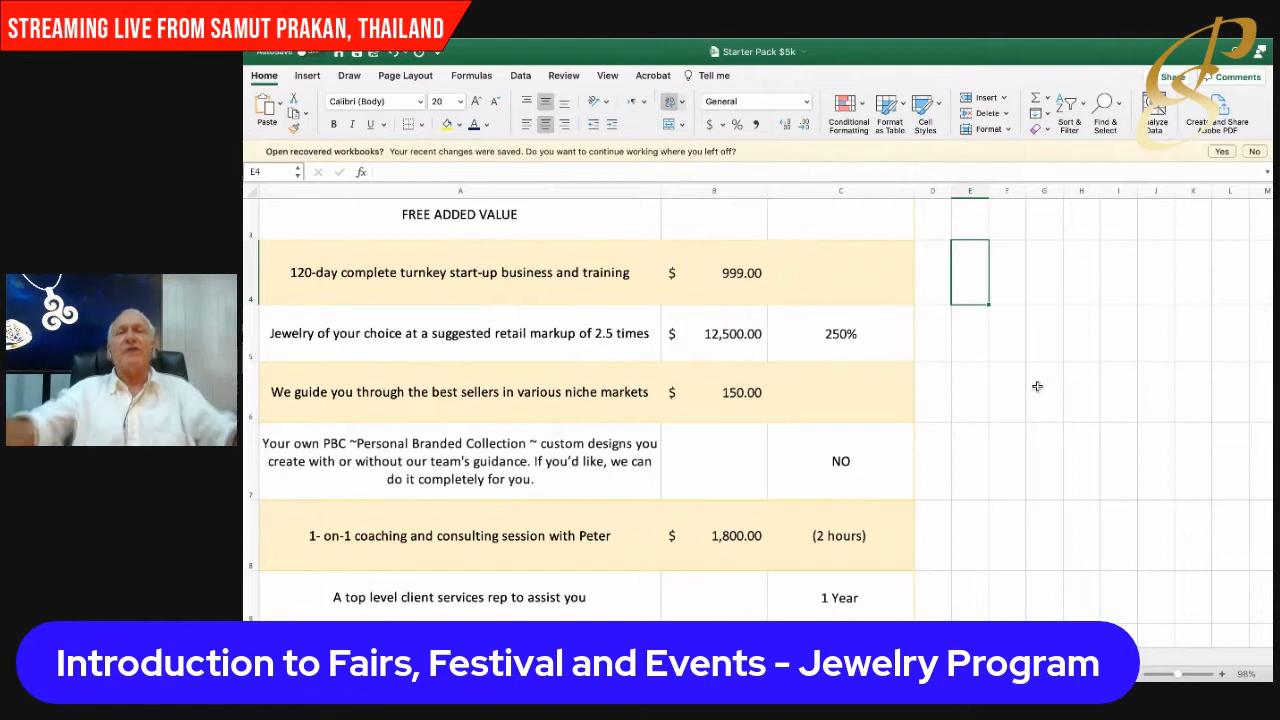 STREAMING LIVE FROM SAMUT PRAKAN, THAILAND
Starter Pack $5k
Home Insert Draw Page Layout Formulas Data Review View Acrobat Tell me
Share Comments
Paste
Calibri (Body) 20
General
Conditional Formatting
Format as Table
Cell Styles
Insert
Delete
Format
Sort & Filter
Find & Select
Create and Share Adobe PDF
Open recovered workbooks? Your recent changes were saved. Do you want to continue working where you left off? Yes No
E4 fx
A B C D E F G H I J K L M
3 FREE ADDED VALUE
4 120-day complete turnkey start-up business and training $ 999.00
5 Jewelry of your choice at a suggested retail markup of 2.5 times $ 12,500.00 250%
6 We guide you through the best sellers in various niche markets $ 150.00
Your own PBC ~Personal Branded Collection ~ custom designs you
create with or without our team's guidance. If you'd like, we can NO
do it completely for you.
7
8 1- on-1 coaching and consulting session with Peter $ 1,800.00 (2 hours)
A top level client services rep to assist you 1 Year
98%
Introduction to Fairs, Festival and Events - Jewelry Program